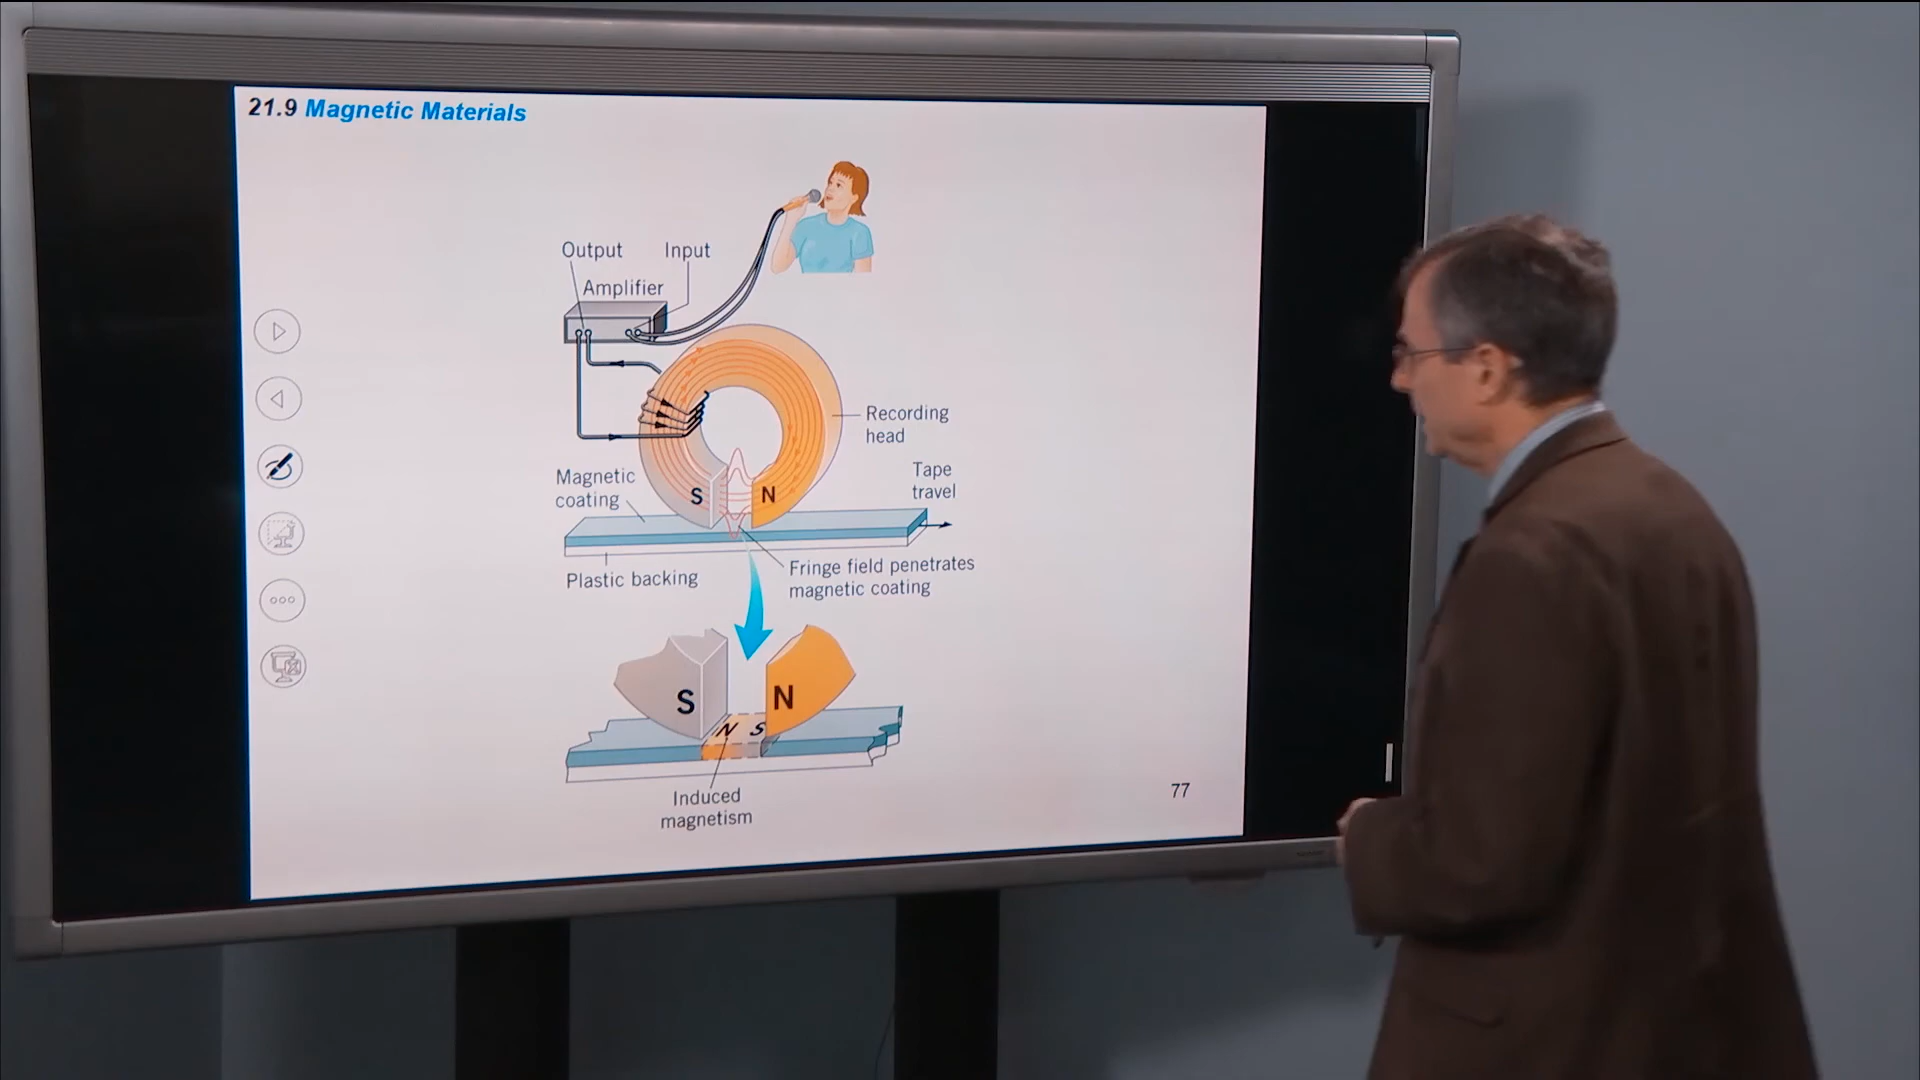 21.9 Magnetic Materials
Output
Input
Amplifier
Recording
head
Magnetic
coating
Tape
travel
S
N
Plastic backing
Fringe field penetrates
magnetic coating
S
N
N
S
Induced
magnetism
77